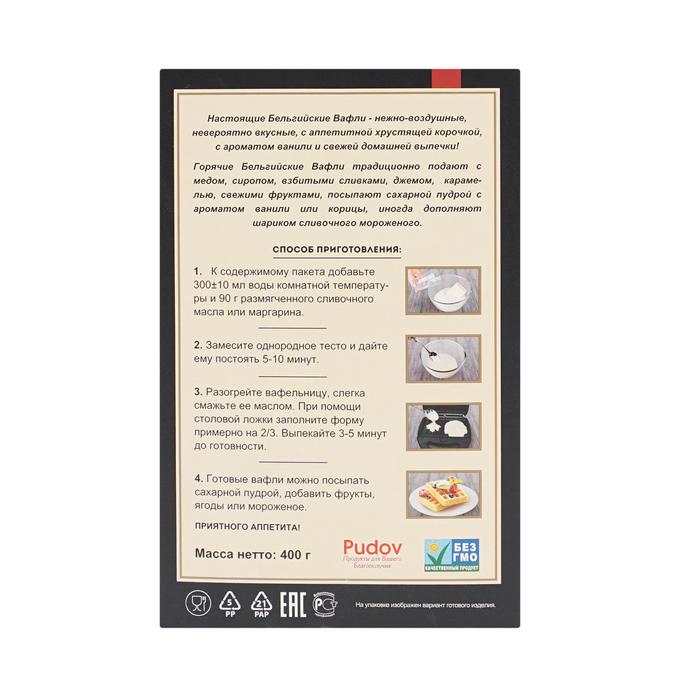 Настоящие Бельгийские Вафли - нежно-воздушные,
невероятно вкусные, с аппетитной хрустящей корочкой,
с ароматом ванили и свежей домашней выпечки!
Горячие Бельгийские Вафли традиционно подают с
медом, сиропом, взбитыми сливками, джемом, караме-
лью, свежими фруктами, посыпают сахарной пудрой с
ароматом ванили или корицы, иногда дополняют
шариком сливочного мороженого.
СПОСОБ ПРИГОТОВЛЕНИЯ:
1. К содержимому пакета добавьте
300±10 мл воды комнатной температу-
ры и 90 г размягченного сливочного
масла или маргарина.
2. Замесите однородное тесто и дайте
ему постоять 5-10 минут.
3. Разогрейте вафельницу, слегка
смажьте ее маслом. При помощи
столовой ложки заполните форму
примерно на 2/3. Выпекайте 3-5 минут
до готовности.
4. Готовые вафли можно посыпать
сахарной пудрой, добавить фрукты,
ягоды или мороженое.
ПРИЯТНОГО АППЕТИТА!
Масса нетто: 400 г
Pudov
Продукты для Вашего
Благополучия
БЕЗ
ГМО
КАЧЕСТВЕННЫЙ ПРОДУКТ
5
PP
21
PAP
ЕАС
РС
На упаковке изображен вариант готового изделия.